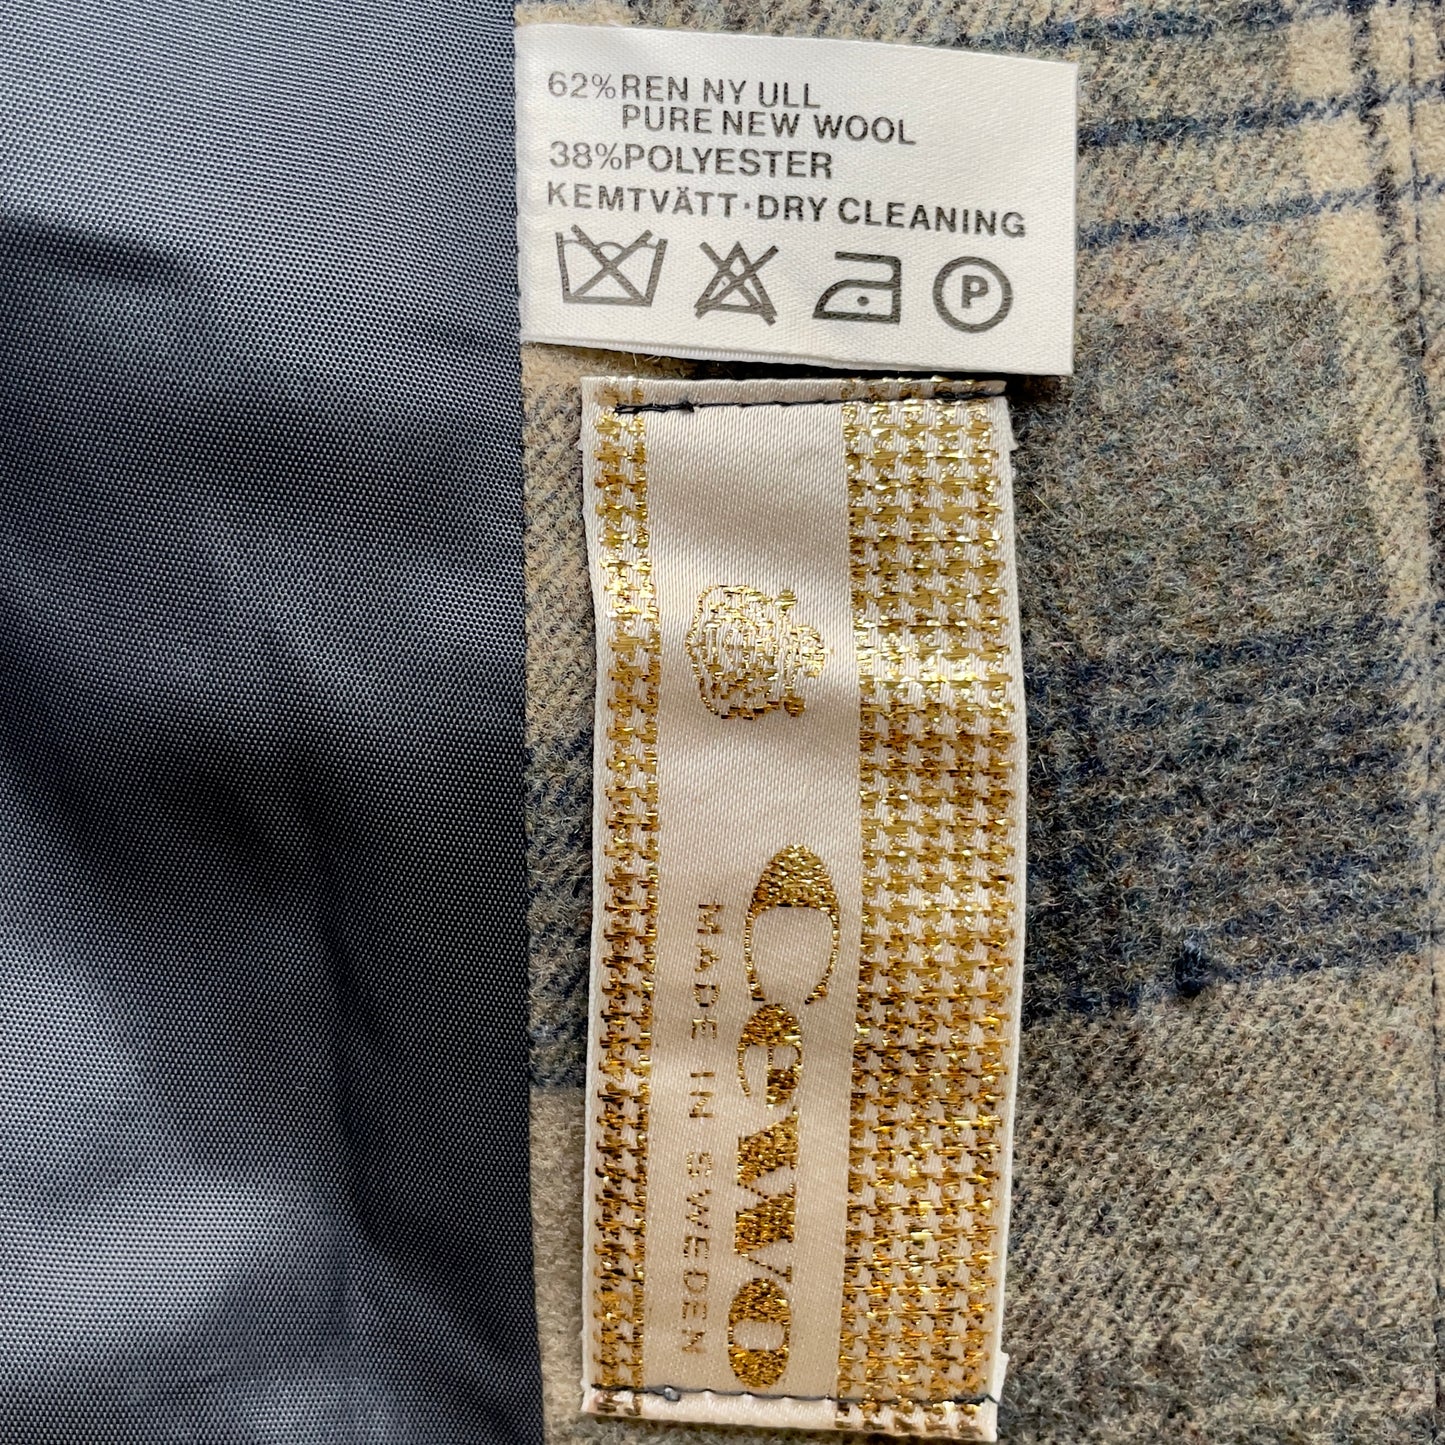 62% REN NY ULL
PURE NEW WOOL
38% POLYESTER
KEMTVÄTT·DRY CLEANING
P
Cewo
MADE IN SWEDEN